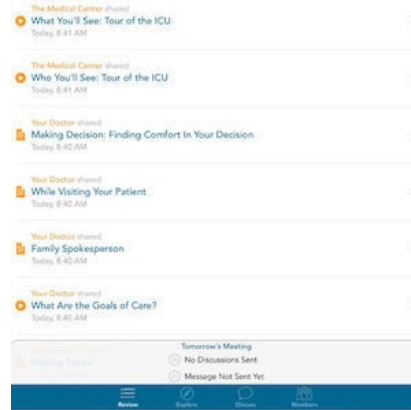 The Medical Center shared
What You'll See: Tour of the ICU
Today, 8:41 AM
The Medical Center shared
Who You'll See: Tour of the ICU
Today, 8:41 AM
Your Doctor shared
Making Decision: Finding Comfort In Your Decision
Today, 8:40 AM
Your Doctor shared
While Visiting Your Patient
Today, 8:40 AM
Your Doctor shared
Family Spokesperson
Today, 8:40 AM
Your Doctor shared
What Are the Goals of Care?
Today, 8:40 AM
Tomorrow's Meeting
No Discussions Sent
Message Not Sent Yet
Review Explore Discuss Members